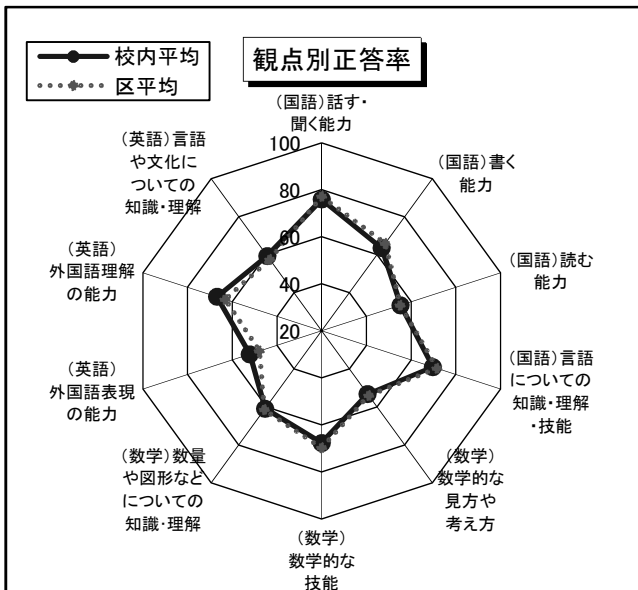 観点別正答率
校内平均
区平均
(国語)話す・
聞く能力
(国語)書く
能力
(国語)読む
能力
(国語)言語
についての
知識・理解
・技能
(数学)
数学的な
見方や
考え方
(数学)
数学的な
技能
(数学)数量
や図形など
についての
知識・理解
(英語)
外国語表現
の能力
(英語)
外国語理解
の能力
(英語)言語
や文化に
ついての
知識・理解
100
80
60
40
20